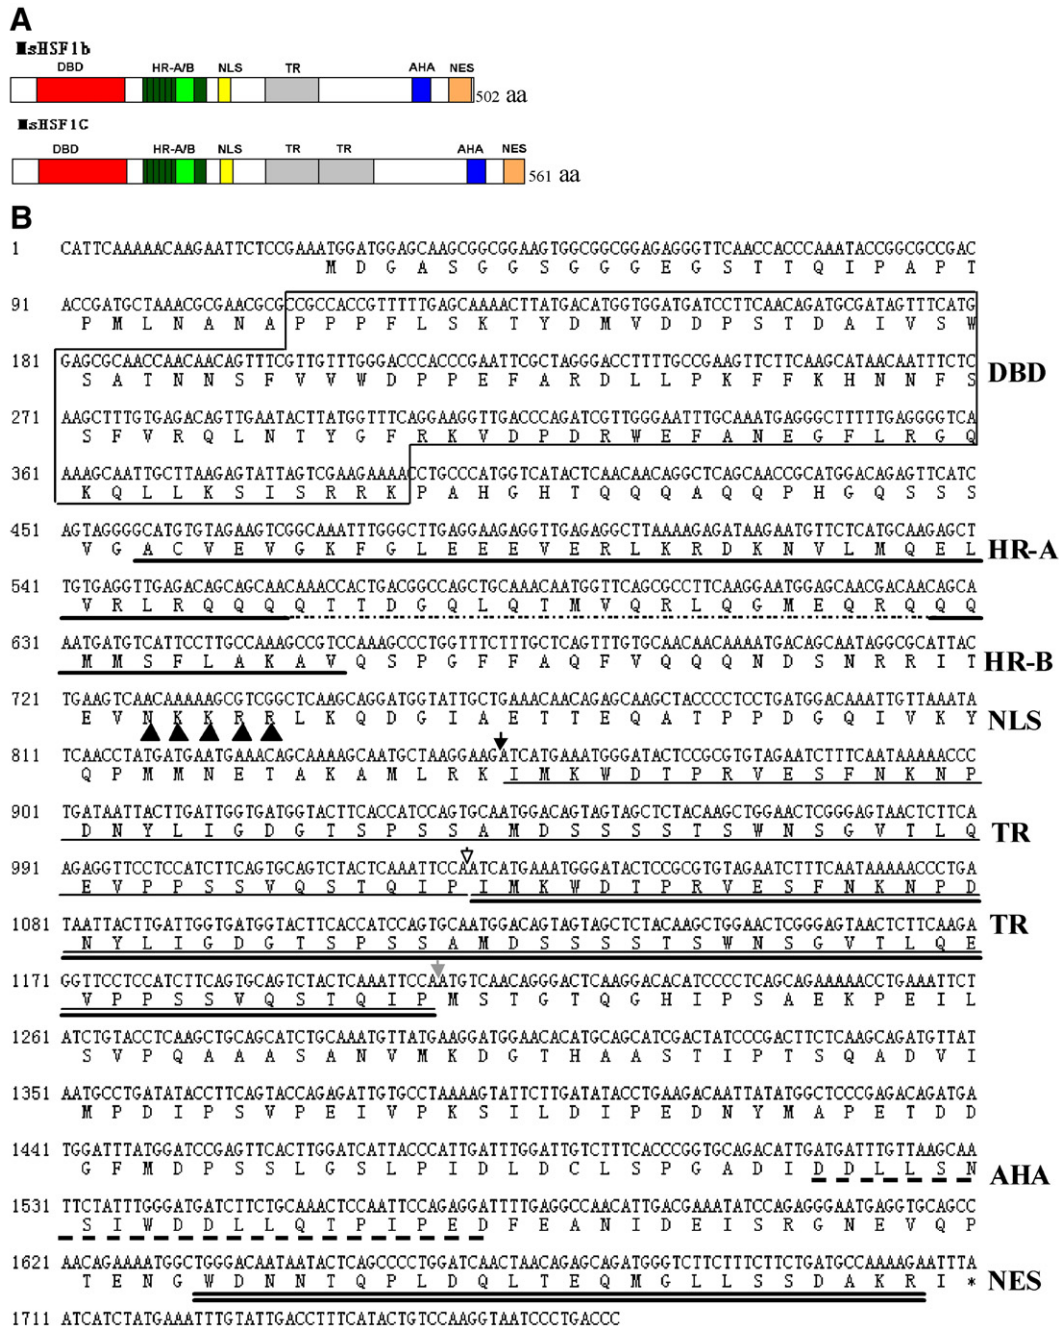 A
MsHSF1b
DBD HR-A/B NLS TR AHA NES
502 aa
MsHSF1C
DBD HR-A/B NLS TR TR AHA NES
561 aa
B
1 CATTCAAAAACAAGAATTCTCCGAAATGGATGGAGCAAGCGGCGGAAGTGGCGGCGGAGAGGGTTCAACCACCCAAATACCGGCGCCGAC
M D G A S G G S G G G E G S T T Q I P A P T
91 ACCGATGCTAAACGCGAACGCGCCGCCACCGTTTTTGAGCAAAACTTATGACATGGTGGATGATCCTTCAACAGATGCGATAGTTTCATG
P M L N A N A P P P F L S K T Y D M V D D P S T D A I V S W
181 GAGCGCAACCAACAACAGTTTCGTTGTTTGGGACCCACCCGAATTCGCTAGGGACCTTTTGCCGAAGTTCTTCAAGCATAACAATTTCTC
S A T N N S F V V W D P P E F A R D L L P K F F K H N N F S
DBD
271 AAGCTTTGTGAGACAGTTGAATACTTATGGTTTCAGGAAGGTTGACCCAGATCGTTGGGAATTTGCAAATGAGGGCTTTTTGAGGGGTCA
S F V R Q L N T Y G F R K V D P D R W E F A N E G F L R G Q
361 AAAGCAATTGCTTAAGAGTATTAGTCGAAGAAAACCTGCCCATGGTCATACTCAACAACAGGCTCAGCAACCGCATGGACAGAGTTCATC
K Q L L K S I S R R K P A H G H T Q Q Q A Q Q P H G Q S S S
451 AGTAGGGGCATGTGTAGAAGTCGGCAAATTTGGGCTTGAGGAAGAGGTTGAGAGGCTTAAAAGAGATAAGAATGTTCTCATGCAAGAGCT
V G A C V E V G K F G L E E E V E R L K R D K N V L M Q E L
HR-A
541 TGTGAGGTTGAGACAGCAGCAACAAACCACTGACGGCCAGCTGCAAACAATGGTTCAGCGCCTTCAAGGAATGGAGCAACGACAACAGCA
V R L R Q Q Q Q T T D G Q L Q T M V Q R L Q G M E Q R Q Q Q
631 AATGATGTCATTCCTTGCCAAAGCCGTCCAAAGCCCTGGTTTCTTTGCTCAGTTTGTGCAACAACAAAATGACAGCAATAGGCGCATTAC
M M S F L A K A V Q S P G F F A Q F V Q Q Q N D S N R R I T
HR-B
721 TGAAGTCAACAAAAAGCGTCGGCTCAAGCAGGATGGTATTGCTGAAACAACAGAGCAAGCTACCCCTCCTGATGGACAAATTGTTAAATA
E V N K K R R L K Q D G I A E T T E Q A T P P D G Q I V K Y
NLS
811 TCAACCTATGATGAATGAAACAGCAAAAGCAATGCTAAGGAAGATCATGAAATGGGATACTCCGCGTGTAGAATCTTTCAATAAAAACCC
Q P M M N E T A K A M L R K I M K W D T P R V E S F N K N P
901 TGATAATTACTTGATTGGTGATGGTACTTCACCATCCAGTGCAATGGACAGTAGTAGCTCTACAAGCTGGAACTCGGGAGTAACTCTTCA
D N Y L I G D G T S P S S A M D S S S S T S W N S G V T L Q
TR
991 AGAGGTTCCTCCATCTTCAGTGCAGTCTACTCAAATTCCAATCATGAAATGGGATACTCCGCGTGTAGAATCTTTCAATAAAAACCCTGA
E V P P S S V Q S T Q I P I M K W D T P R V E S F N K N P D
1081 TAATTACTTGATTGGTGATGGTACTTCACCATCCAGTGCAATGGACAGTAGTAGCTCTACAAGCTGGAACTCGGGAGTAACTCTTCAAGA
N Y L I G D G T S P S S A M D S S S S T S W N S G V T L Q E
TR
1171 GGTTCCTCCATCTTCAGTGCAGTCTACTCAAATTCCAATGTCAACAGGGACTCAAGGACACATCCCCTCAGCAGAAAAACCTGAAATTCT
V P P S S V Q S T Q I P M S T G T Q G H I P S A E K P E I L
1261 ATCTGTACCTCAAGCTGCAGCATCTGCAAATGTTATGAAGGATGGAACACATGCAGCATCGACTATCCCGACTTCTCAAGCAGATGTTAT
S V P Q A A A S A N V M K D G T H A A S T I P T S Q A D V I
1351 AATGCCTGATATACCTTCAGTACCAGAGATTGTGCCTAAAAGTATTCTTGATATACCTGAAGACAATTATATGGCTCCCGAGACAGATGA
M P D I P S V P E I V P K S I L D I P E D N Y M A P E T D D
1441 TGGATTTATGGATCCGAGTTCACTTGGATCATTACCCATTGATTTGGATTGTCTTTCACCCGGTGCAGACATTGATGATTTGTTAAGCAA
G F M D P S S L G S L P I D L D C L S P G A D I D D L L S N
AHA
1531 TTCTATTTGGGATGATCTTCTGCAAACTCCAATTCCAGAGGATTTTGAGGCCAACATTGACGAAATATCCAGAGGGAATGAGGTGCAGCC
S I W D D L L Q T P I P E D F E A N I D E I S R G N E V Q P
1621 AACAGAAAATGGCTGGGACAATAATACTCAGCCCCTGGATCAACTAACAGAGCAGATGGGTCTTCTTTCTTCTGATGCCAAAAGAATTTA
T E N G W D N N T Q P L D Q L T E Q M G L L S S D A K R I *
NES
1711 ATCATCTATGAAATTTGTATTGACCTTTCATACTGTCCAAGGTAATCCCTGACCC